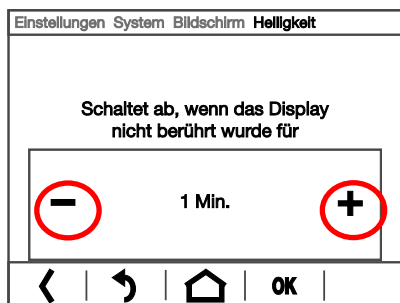 Einstellungen System Bildschirm Helligkeit
Schaltet ab, wenn das Display
nicht berührt wurde für
− 1 Min. +
OK